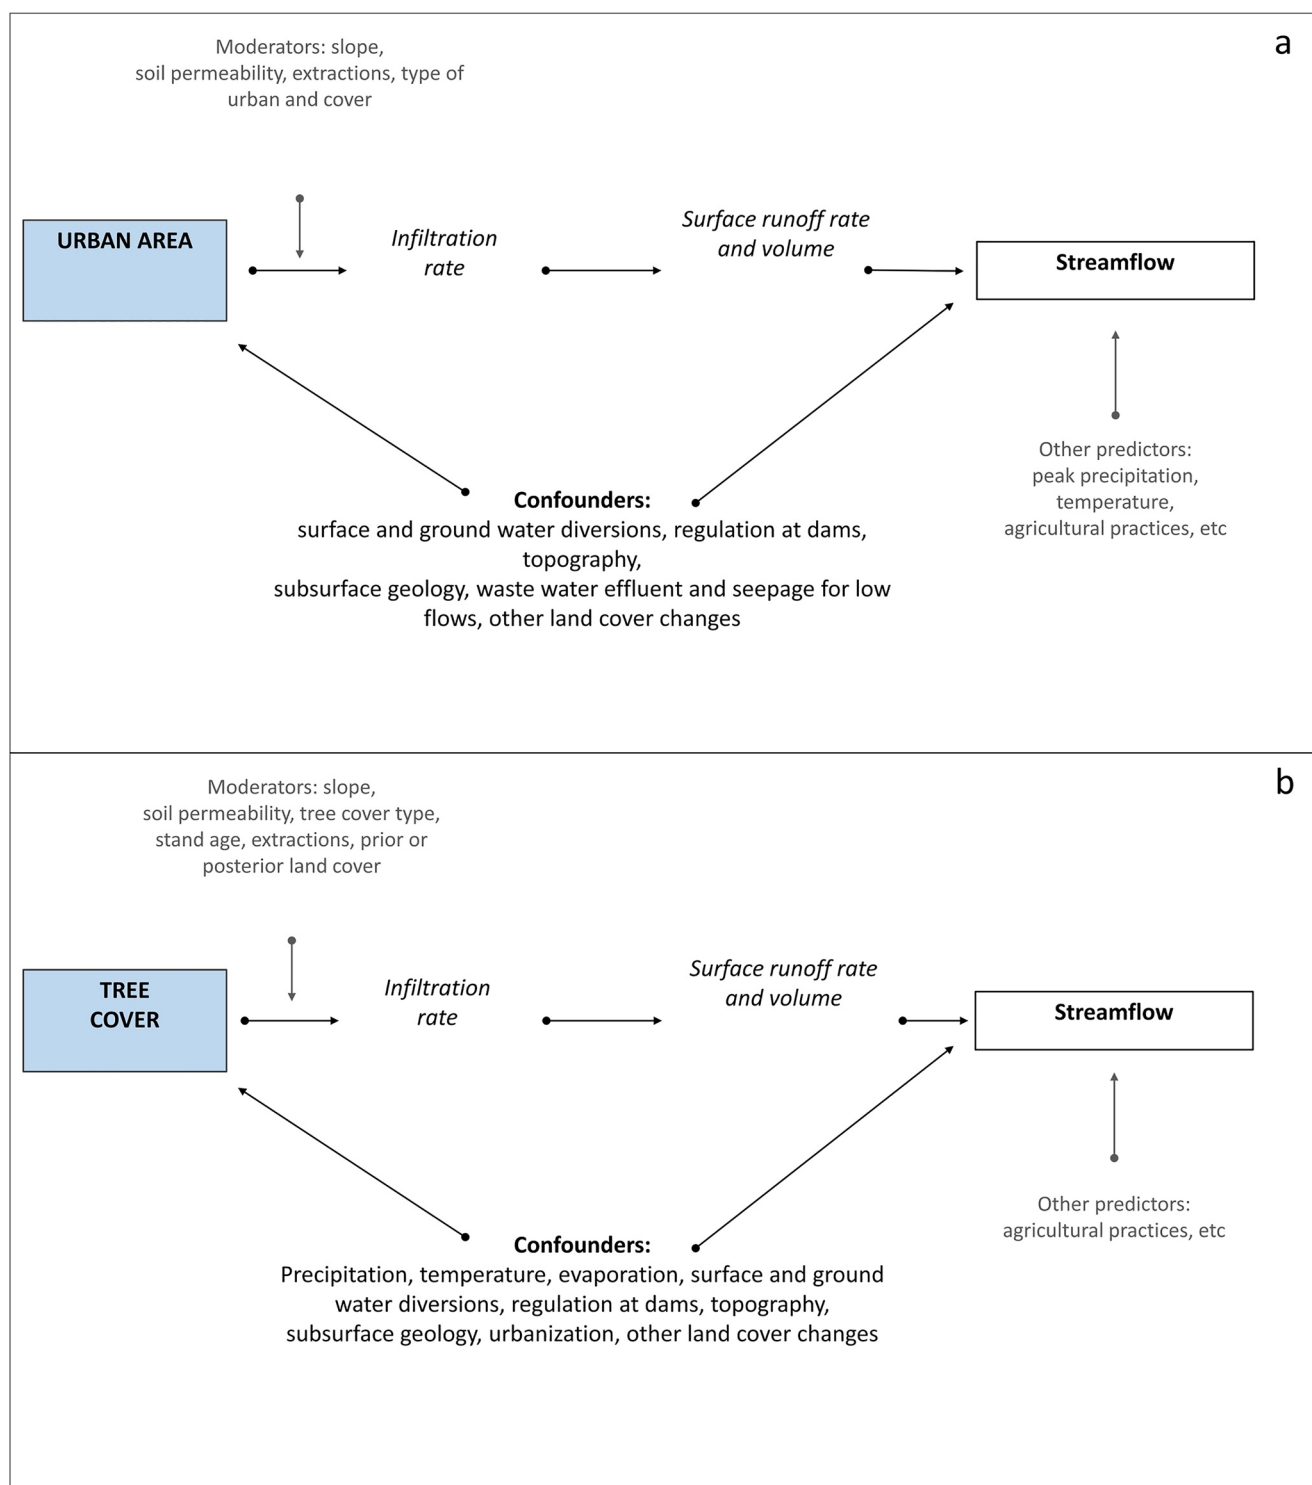 a
Moderators: slope,
soil permeability, extractions, type of
urban and cover
URBAN AREA
Infiltration
rate
Surface runoff rate
and volume
Streamflow
Other predictors:
peak precipitation,
temperature,
agricultural practices, etc
Confounders:
surface and ground water diversions, regulation at dams,
topography,
subsurface geology, waste water effluent and seepage for low
flows, other land cover changes
b
Moderators: slope,
soil permeability, tree cover type,
stand age, extractions, prior or
posterior land cover
TREE
COVER
Infiltration
rate
Surface runoff rate
and volume
Streamflow
Other predictors:
agricultural practices, etc
Confounders:
Precipitation, temperature, evaporation, surface and ground
water diversions, regulation at dams, topography,
subsurface geology, urbanization, other land cover changes